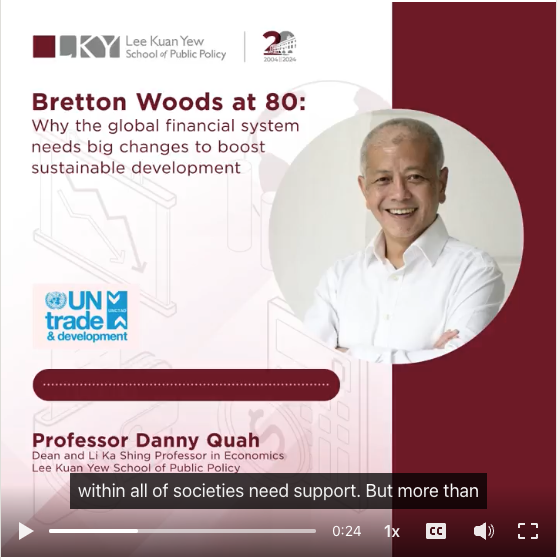 LKY
Lee Kuan Yew
School of Public Policy
20
2004 2024
Bretton Woods at 80:
Why the global financial system
needs big changes to boost
sustainable development
UN
trade
& development
Professor Danny Quah
Dean and Li Ka Shing Professor in Economics
Lee Kuan Yew School of Public Policy
within all of societies need support. But more than
0:24
1x
CC